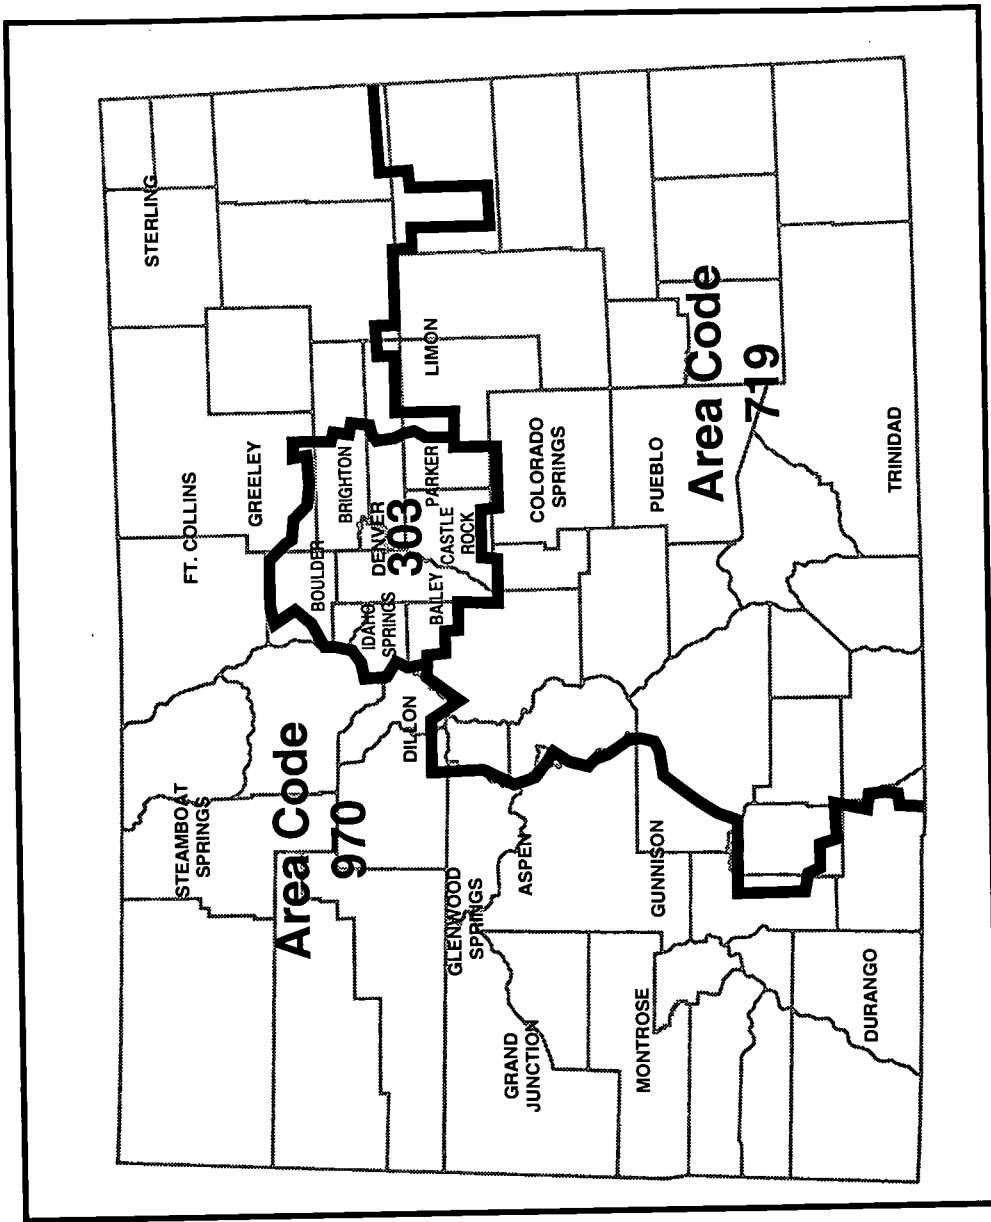 STERLING
FT. COLLINS
GREELEY
STEAMBOAT
SPRINGS
Area Code
970
BOULDER
BRIGHTON
DENVER
303
IDAHO
SPRINGS
PARKER
CASTLE
ROCK
BAILEY
LIMON
DILLON
GLENWOOD
SPRINGS
ASPEN
COLORADO
SPRINGS
GRAND
JUNCTION
GUNNISON
MONTROSE
PUEBLO
Area Code
719
DURANGO
TRINIDAD